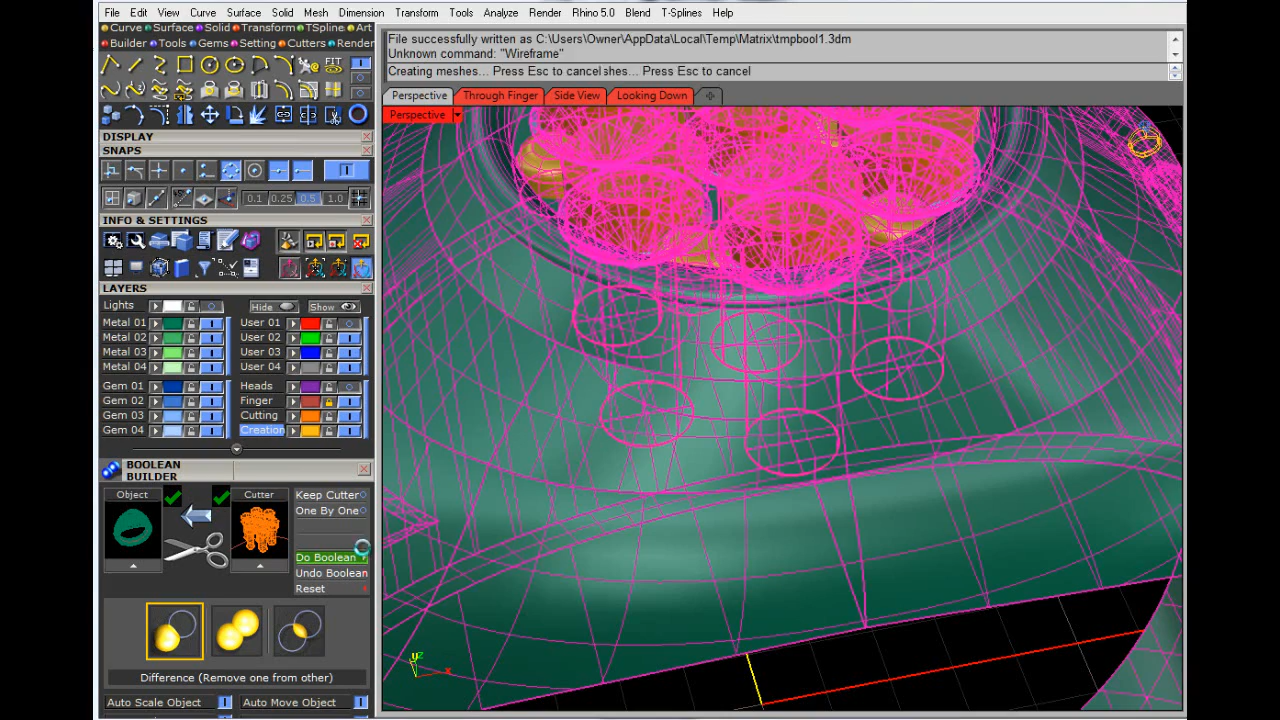 File Edit View Curve Surface Solid Mesh Dimension Transform Tools Analyze Render Rhino 5.0 Blend T-Splines Help
Curve Surface Solid Transform TSpline Art
Builder Tools Gems Setting Cutters Render
File successfully written as C:\Users\Owner\AppData\Local\Temp\Matrix\tmpbool1.3dm
Unknown command: "Wireframe"
Creating meshes... Press Esc to cancel shes... Press Esc to cancel
Perspective Through Finger Side View Looking Down
Perspective
FIT
DISPLAY
SNAPS
0.1 0.25 0.5 1.0
INFO & SETTINGS
LAYERS
Lights Hide Show
Metal 01 User 01
Metal 02 User 02
Metal 03 User 03
Metal 04 User 04
Gem 01 Heads
Gem 02 Finger
Gem 03 Cutting
Gem 04 Creation
BOOLEAN
BUILDER
Object Cutter Keep Cutter
One By One
Do Boolean
Undo Boolean
Reset
Difference (Remove one from other)
Auto Scale Object Auto Move Object
z
y
x